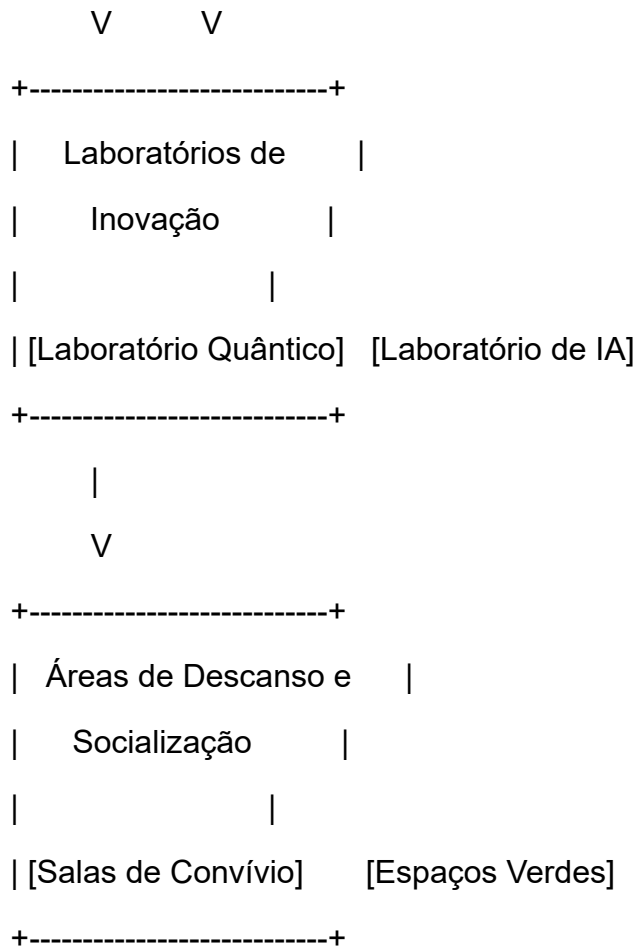 V V
+----------------------------+
| Laboratórios de |
| Inovação |
| |
| [Laboratório Quântico] [Laboratório de IA]
+----------------------------+
|
V
+----------------------------+
| Áreas de Descanso e |
| Socialização |
| |
| [Salas de Convívio] [Espaços Verdes]
+----------------------------+